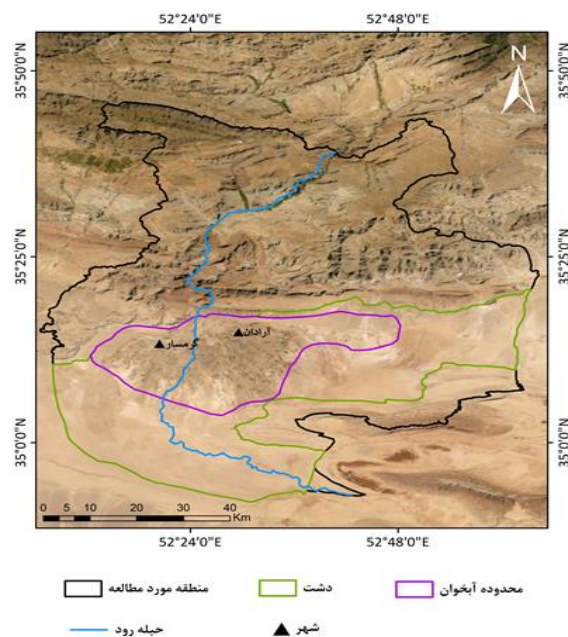 52°24'0"E 52°48'0"E
N
35°50'0"N 35°50'0"N
35°25'0"N 35°25'0"N
آرادان
گرمسار
35°0'0"N 35°0'0"N
0 5 10 20 30 40
Km
52°24'0"E 52°48'0"E
منطقه مورد مطالعه دشت محدوده آبخوان
حبله رود شهر